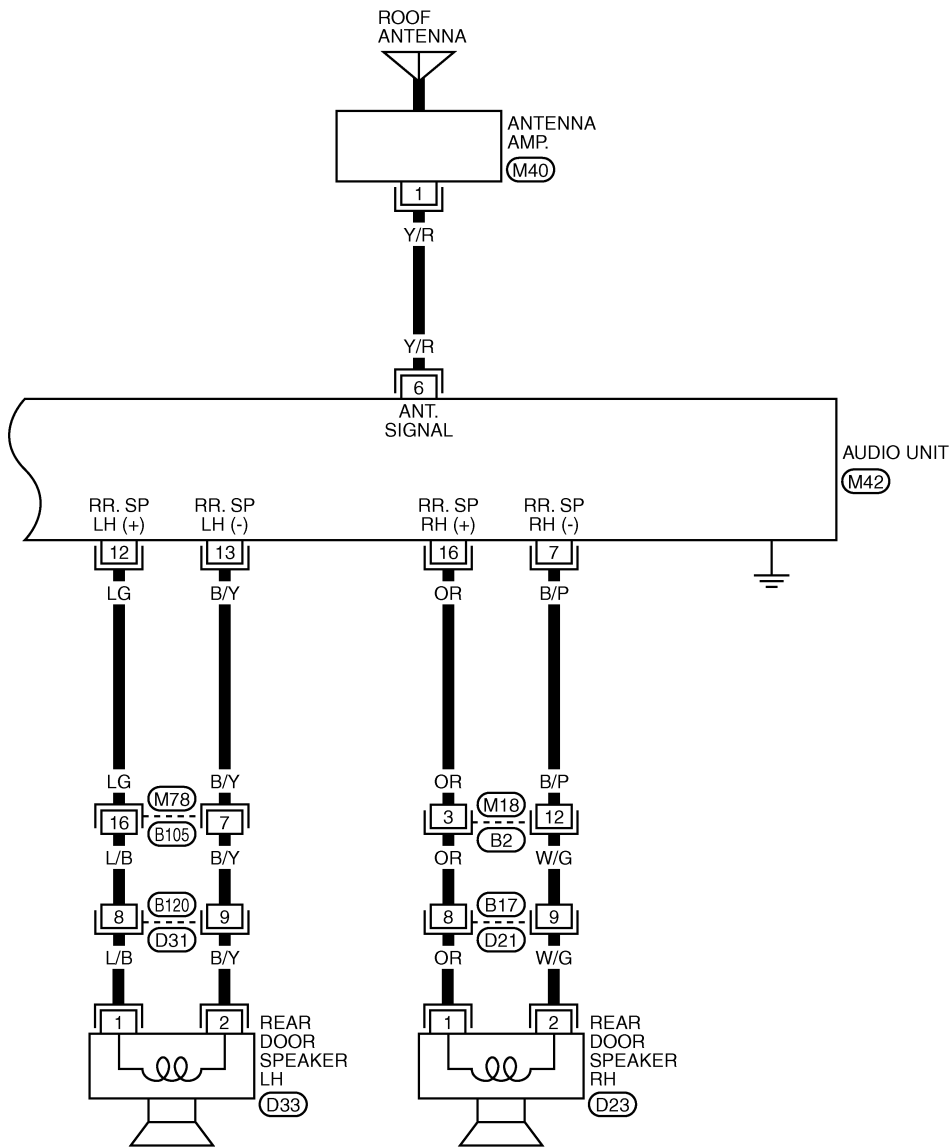 ROOF
ANTENNA
ANTENNA
AMP.
M40
1
Y/R
Y/R
6
ANT.
SIGNAL
AUDIO UNIT
M42
RR. SP
LH (+)
RR. SP
LH (-)
RR. SP
RH (+)
RR. SP
RH (-)
12
13
16
7
LG
B/Y
OR
B/P
LG
B/Y
OR
B/P
16
M78
B105
7
3
M18
B2
12
L/B
B/Y
OR
W/G
8
B120
D31
9
8
B17
D21
9
L/B
B/Y
OR
W/G
1
2
REAR
DOOR
SPEAKER
LH
D33
1
2
REAR
DOOR
SPEAKER
RH
D23